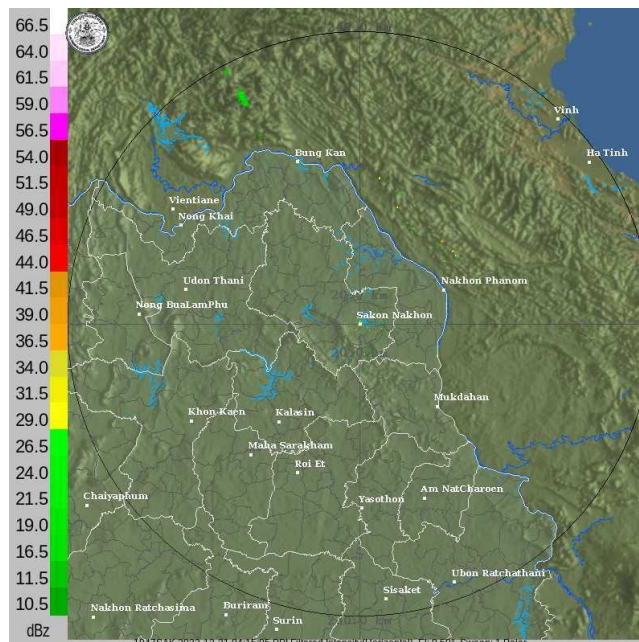 66.5
64.0
61.5
59.0
56.5
54.0
51.5
49.0
46.5
44.0
41.5
39.0
36.5
34.0
31.5
29.0
26.5
24.0
21.5
19.0
16.5
11.5
10.5
dBz
Vinh
Ha Tinh
Bung Kan
Vientiane
Nong Khai
Udon Thani
Nakhon Phanom
Nong BuaLamPhu
Sakon Nakhon
Mukdahan
Khon Kaen
Kalasin
Maha Sarakham
Roi Et
Chaiyaphum
Yasothon
Am NatCharoen
Ubon Ratchathani
Sisaket
Nakhon Ratchasima
Buriram
Surin